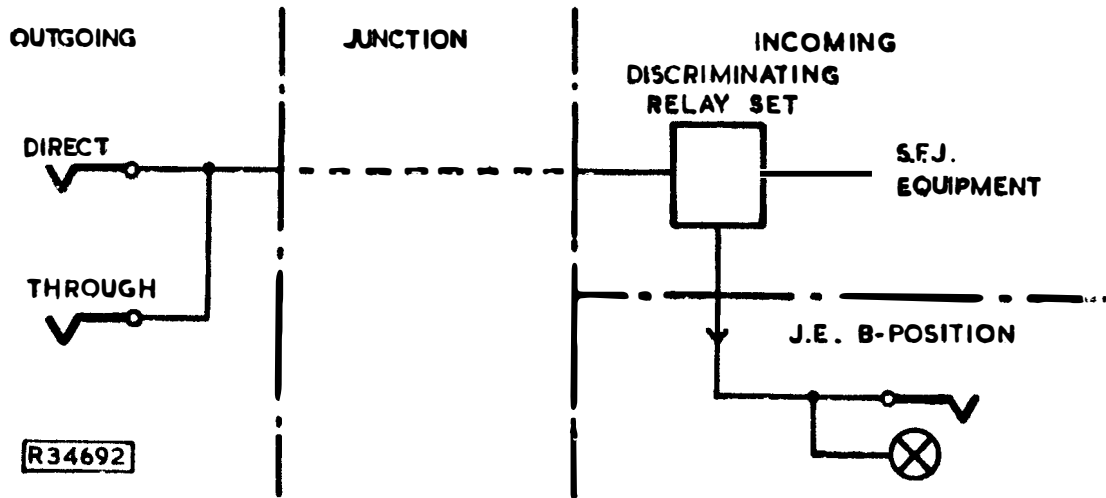 OUTGOING
JUNCTION
INCOMING
DISCRIMINATING
RELAY SET
DIRECT
S.F.J.
EQUIPMENT
THROUGH
J.E. B-POSITION
R34692